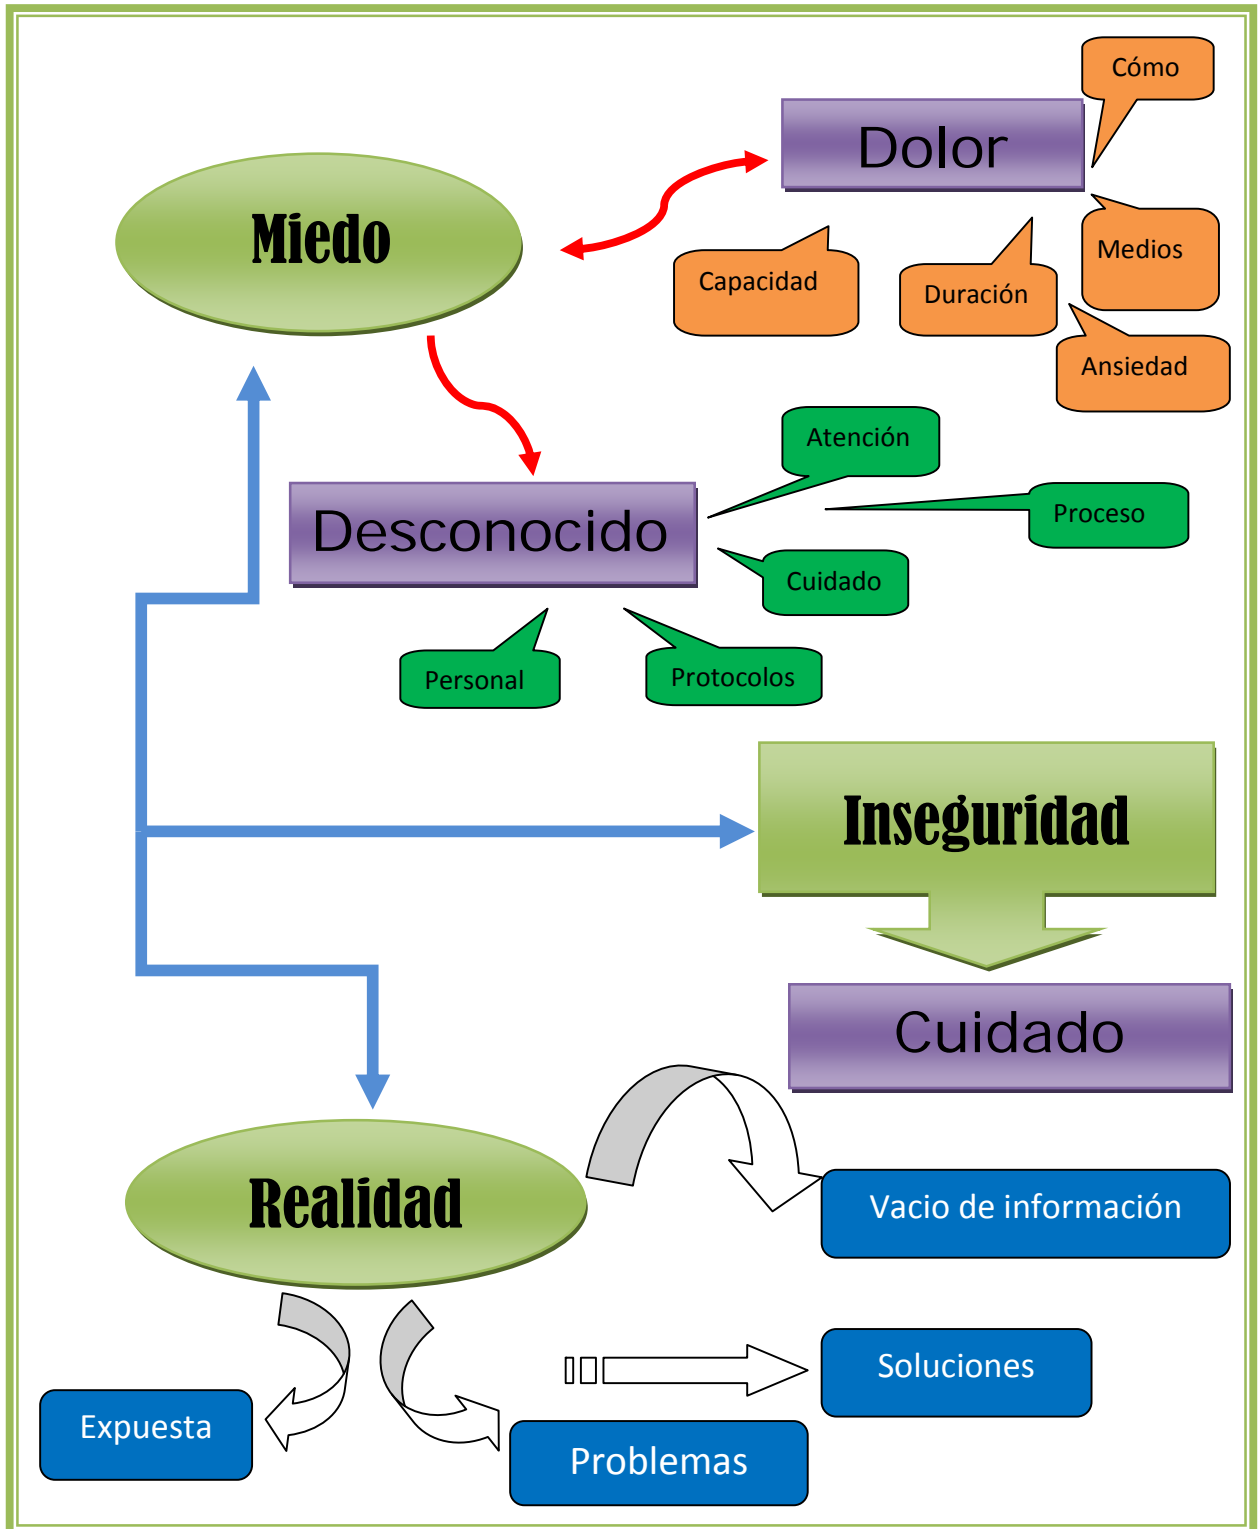 Cómo
Dolor
Miedo
Medios
Capacidad
Duración
Ansiedad
Atención
Proceso
Desconocido
Cuidado
Personal
Protocolos
Inseguridad
Cuidado
Realidad
Vacio de información
Soluciones
Expuesta
Problemas